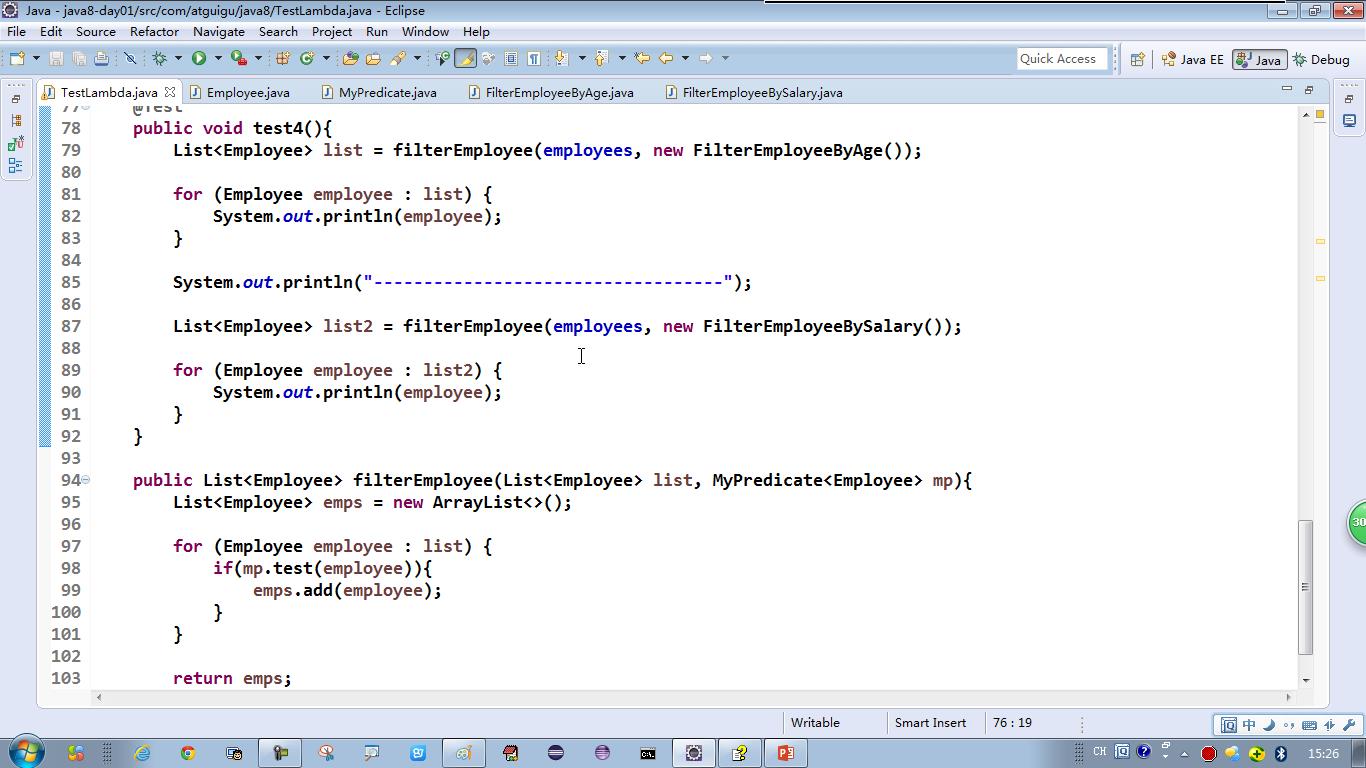 Java - java8-day01/src/com/atguigu/java8/TestLambda.java - Eclipse
File Edit Source Refactor Navigate Search Project Run Window Help
Quick Access Java EE Java Debug
TestLambda.java Employee.java MyPredicate.java FilterEmployeeByAge.java FilterEmployeeBySalary.java
77 @Test
78 public void test4(){
79 List<Employee> list = filterEmployee(employees, new FilterEmployeeByAge());
80
81 for (Employee employee : list) {
82 System.out.println(employee);
83 }
84
85 System.out.println("-----------------------------------");
86
87 List<Employee> list2 = filterEmployee(employees, new FilterEmployeeBySalary());
88
89 for (Employee employee : list2) {
90 System.out.println(employee);
91 }
92 }
93
94 public List<Employee> filterEmployee(List<Employee> list, MyPredicate<Employee> mp){
95 List<Employee> emps = new ArrayList<>();
96
97 for (Employee employee : list) {
98 if(mp.test(employee)){
99 emps.add(employee);
100 }
101 }
102
103 return emps;
30
Writable Smart Insert 76 : 19
中
CH 15:26